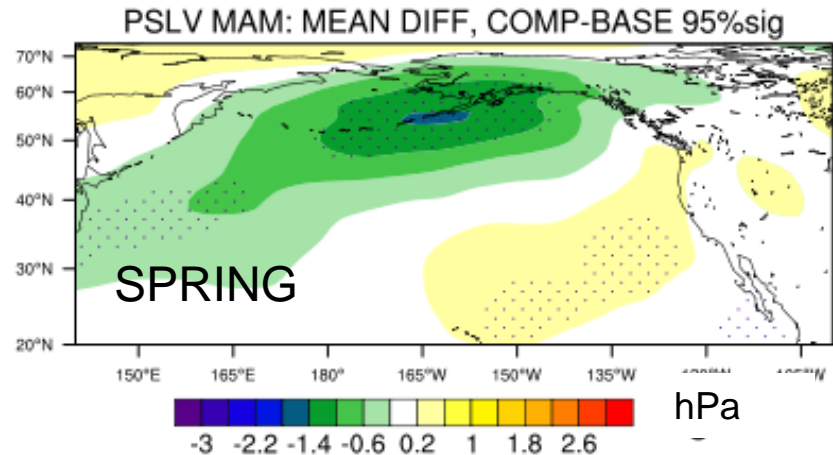 PSLV MAM: MEAN DIFF, COMP-BASE 95%sig
70°N
60°N
50°N
40°N
30°N
20°N
SPRING
150°E 165°E 180° 165°W 150°W 135°W
hPa
-3 -2.2 -1.4 -0.6 0.2 1 1.8 2.6